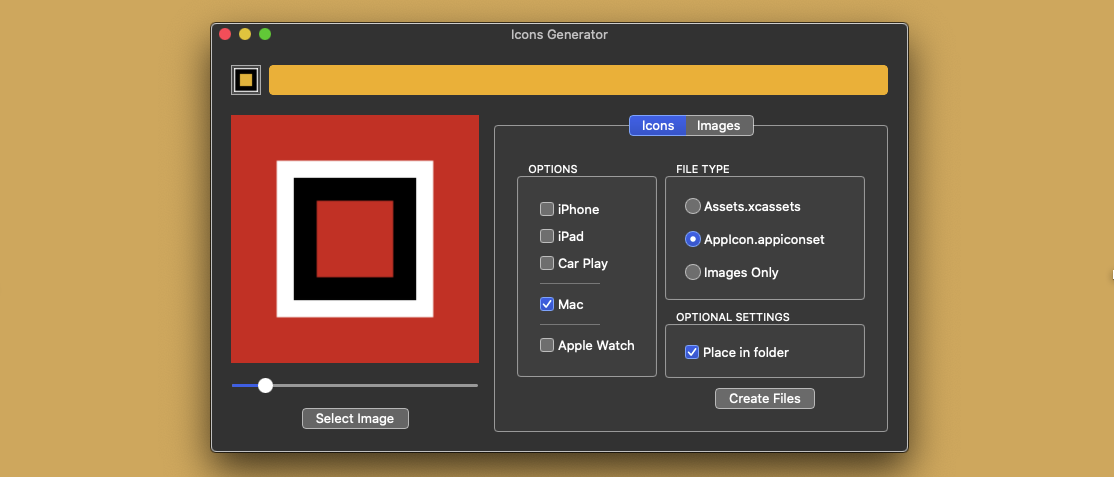 Icons Generator
Icons Images
OPTIONS
iPhone
iPad
Car Play
Mac
Apple Watch
FILE TYPE
Assets.xcassets
AppIcon.appiconset
Images Only
OPTIONAL SETTINGS
Place in folder
Create Files
Select Image